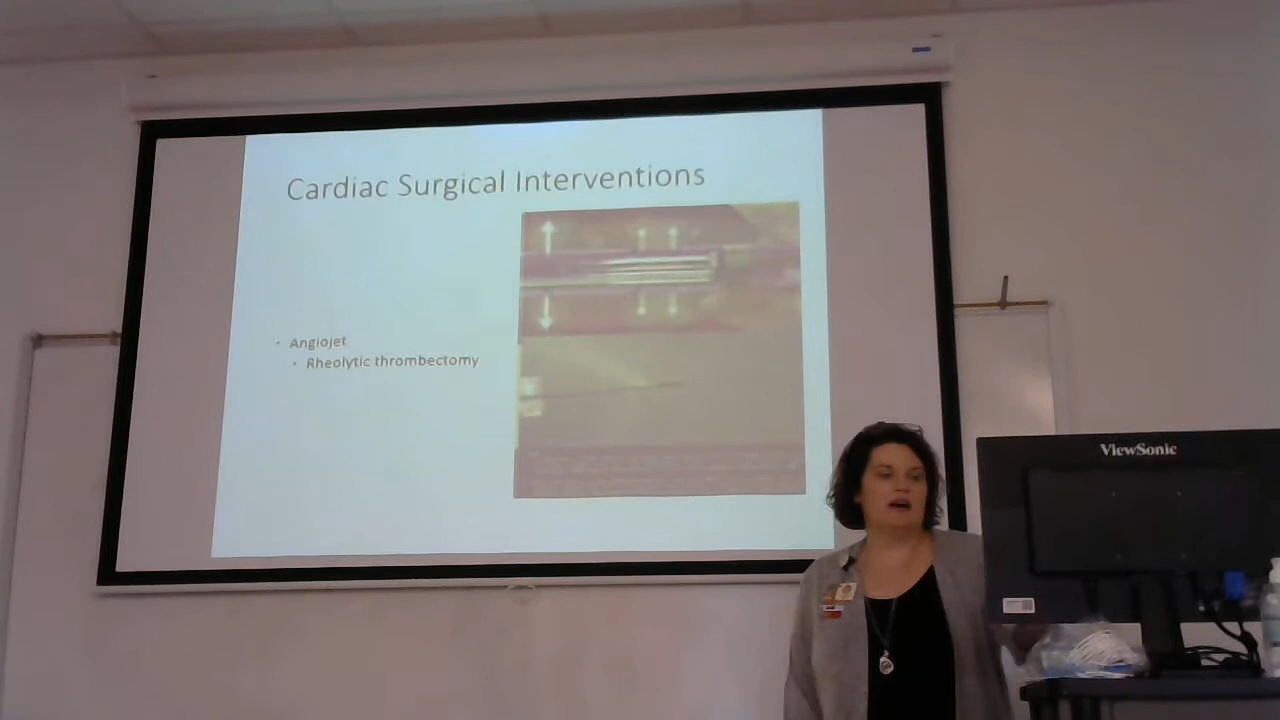 Cardiac Surgical Interventions
• Angiojet
• Rheolytic thrombectomy
ViewSonic